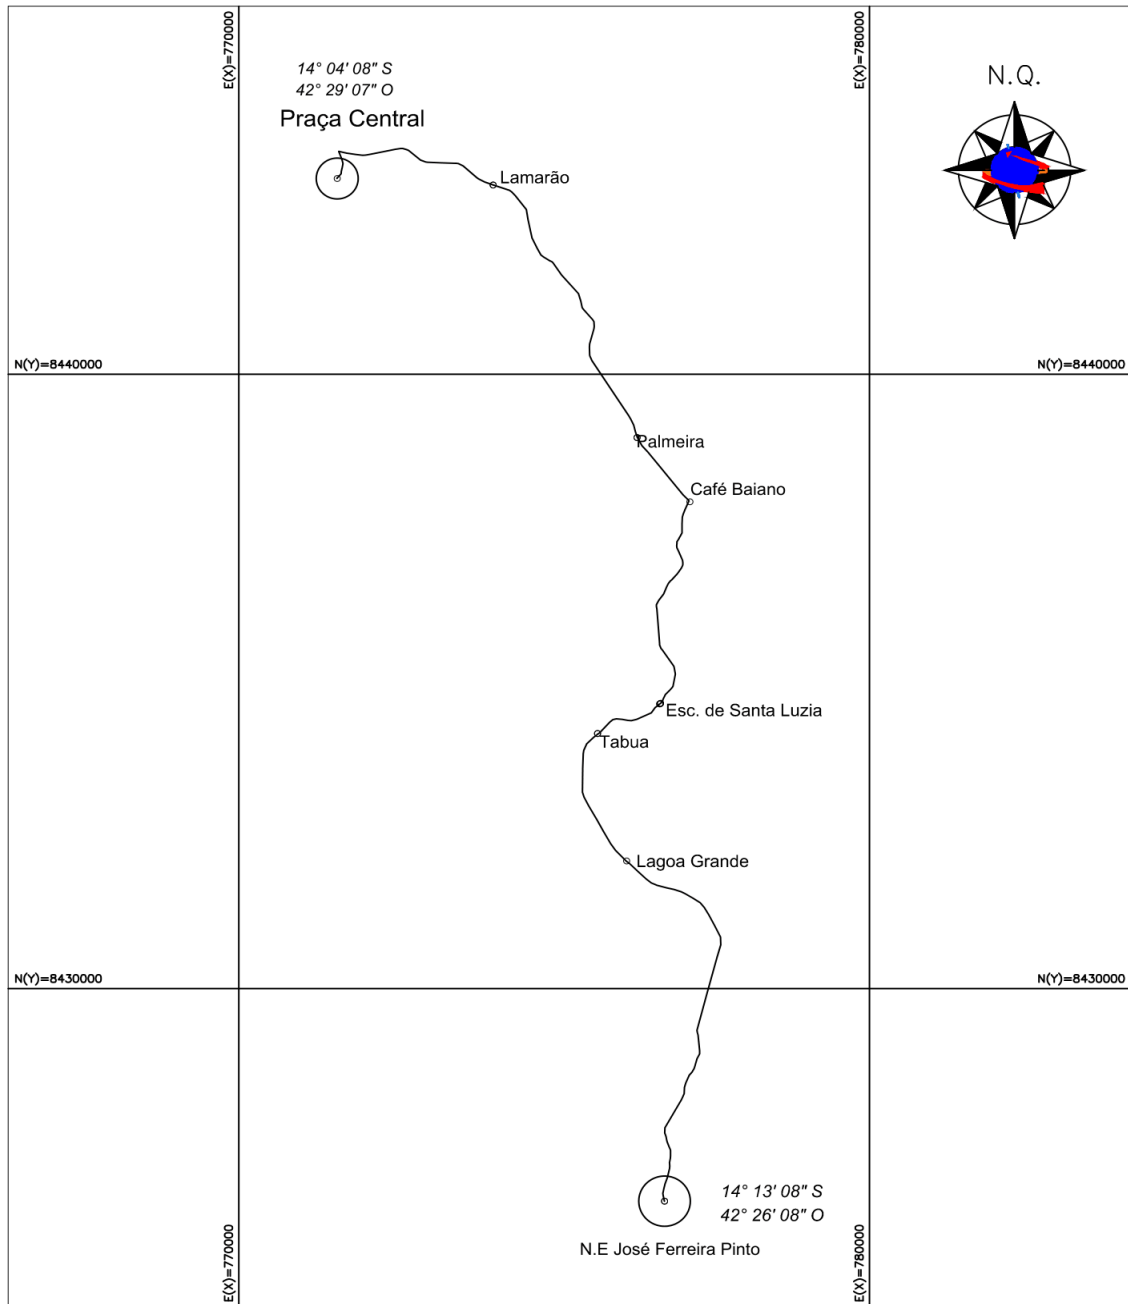 E(X)=770000
E(X)=780000
14° 04' 08" S
42° 29' 07" O
Praça Central
N.Q.
Lamarão
N(Y)=8440000
N(Y)=8440000
Palmeira
Café Baiano
Esc. de Santa Luzia
Tabua
Lagoa Grande
N(Y)=8430000
N(Y)=8430000
14° 13' 08" S
42° 26' 08" O
N.E José Ferreira Pinto
E(X)=770000
E(X)=780000